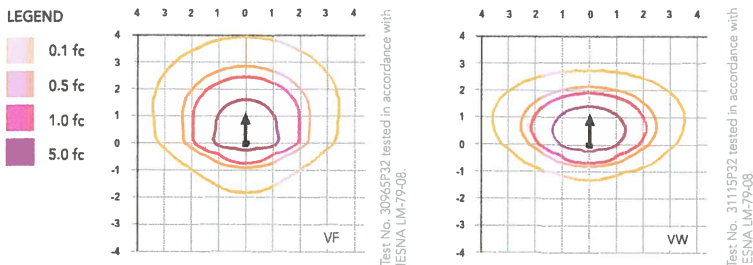 LEGEND
0.1 fc
0.5 fc
1.0 fc
5.0 fc
4 3 2 1 0 1 2 3 4
4
3
2
1
0
-1
-2
-3
-4
VF
Test No. 30965P32 tested in accordance with
IESNA LM-79-08.
4 3 2 1 0 1 2 3 4
4
3
2
1
0
-1
-2
-3
-4
VW
Test No. 31115P32 tested in accordance with
IESNA LM-79-08.